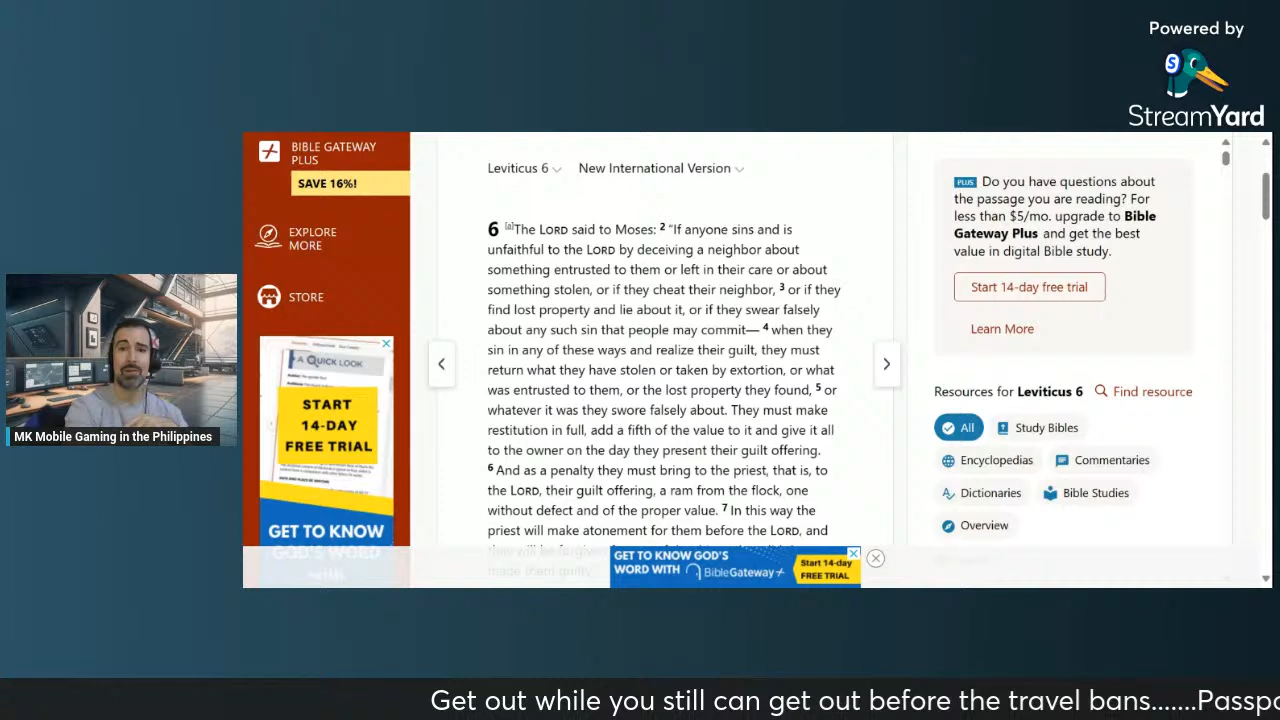 Powered by
StreamYard
BIBLE GATEWAY
PLUS
SAVE 16%!
EXPLORE
MORE
STORE
A QUICK LOOK
START
14-DAY
FREE TRIAL
GET TO KNOW
GOD'S WORD
MK Mobile Gaming in the Philippines
Leviticus 6 New International Version
6 [a]The LORD said to Moses: 2 “If anyone sins and is
unfaithful to the LORD by deceiving a neighbor about
something entrusted to them or left in their care or about
something stolen, or if they cheat their neighbor, 3 or if they
find lost property and lie about it, or if they swear falsely
about any such sin that people may commit— 4 when they
sin in any of these ways and realize their guilt, they must
return what they have stolen or taken by extortion, or what
was entrusted to them, or the lost property they found, 5 or
whatever it was they swore falsely about. They must make
restitution in full, add a fifth of the value to it and give it all
to the owner on the day they present their guilt offering.
6 And as a penalty they must bring to the priest, that is, to
the LORD, their guilt offering, a ram from the flock, one
without defect and of the proper value. 7 In this way the
priest will make atonement for them before the LORD, and
they will be forgiven
made them guilty
GET TO KNOW GOD'S
WORD WITH BibleGateway+
Start 14-day
FREE TRIAL
PLUS Do you have questions about
the passage you are reading? For
less than $5/mo. upgrade to Bible
Gateway Plus and get the best
value in digital Bible study.
Start 14-day free trial
Learn More
Resources for Leviticus 6 Find resource
All Study Bibles
Encyclopedias Commentaries
Dictionaries Bible Studies
Overview
Get out while you still can get out before the travel bans.......Passp